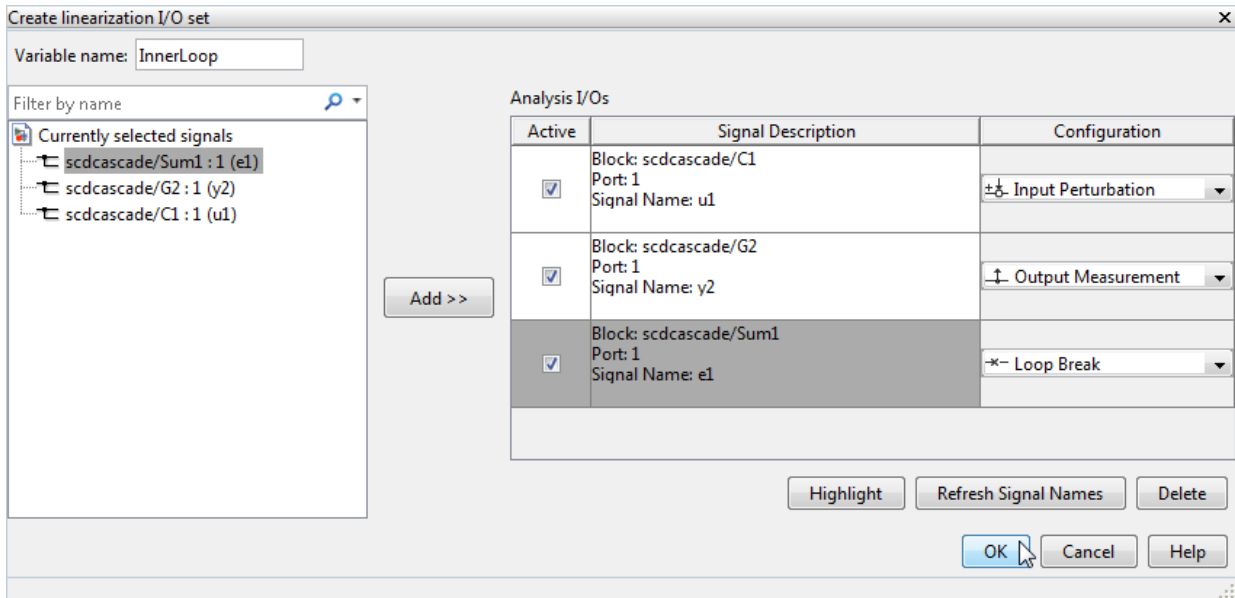 Create linearization I/O set
Variable name: InnerLoop
Filter by name
Currently selected signals
scdcascade/Sum1 : 1 (e1)
scdcascade/G2 : 1 (y2)
scdcascade/C1 : 1 (u1)
Add >>
Analysis I/Os
Active Signal Description Configuration
Block: scdcascade/C1
Port: 1
Signal Name: u1
Input Perturbation
Block: scdcascade/G2
Port: 1
Signal Name: y2
Output Measurement
Block: scdcascade/Sum1
Port: 1
Signal Name: e1
Loop Break
Highlight Refresh Signal Names Delete
OK Cancel Help